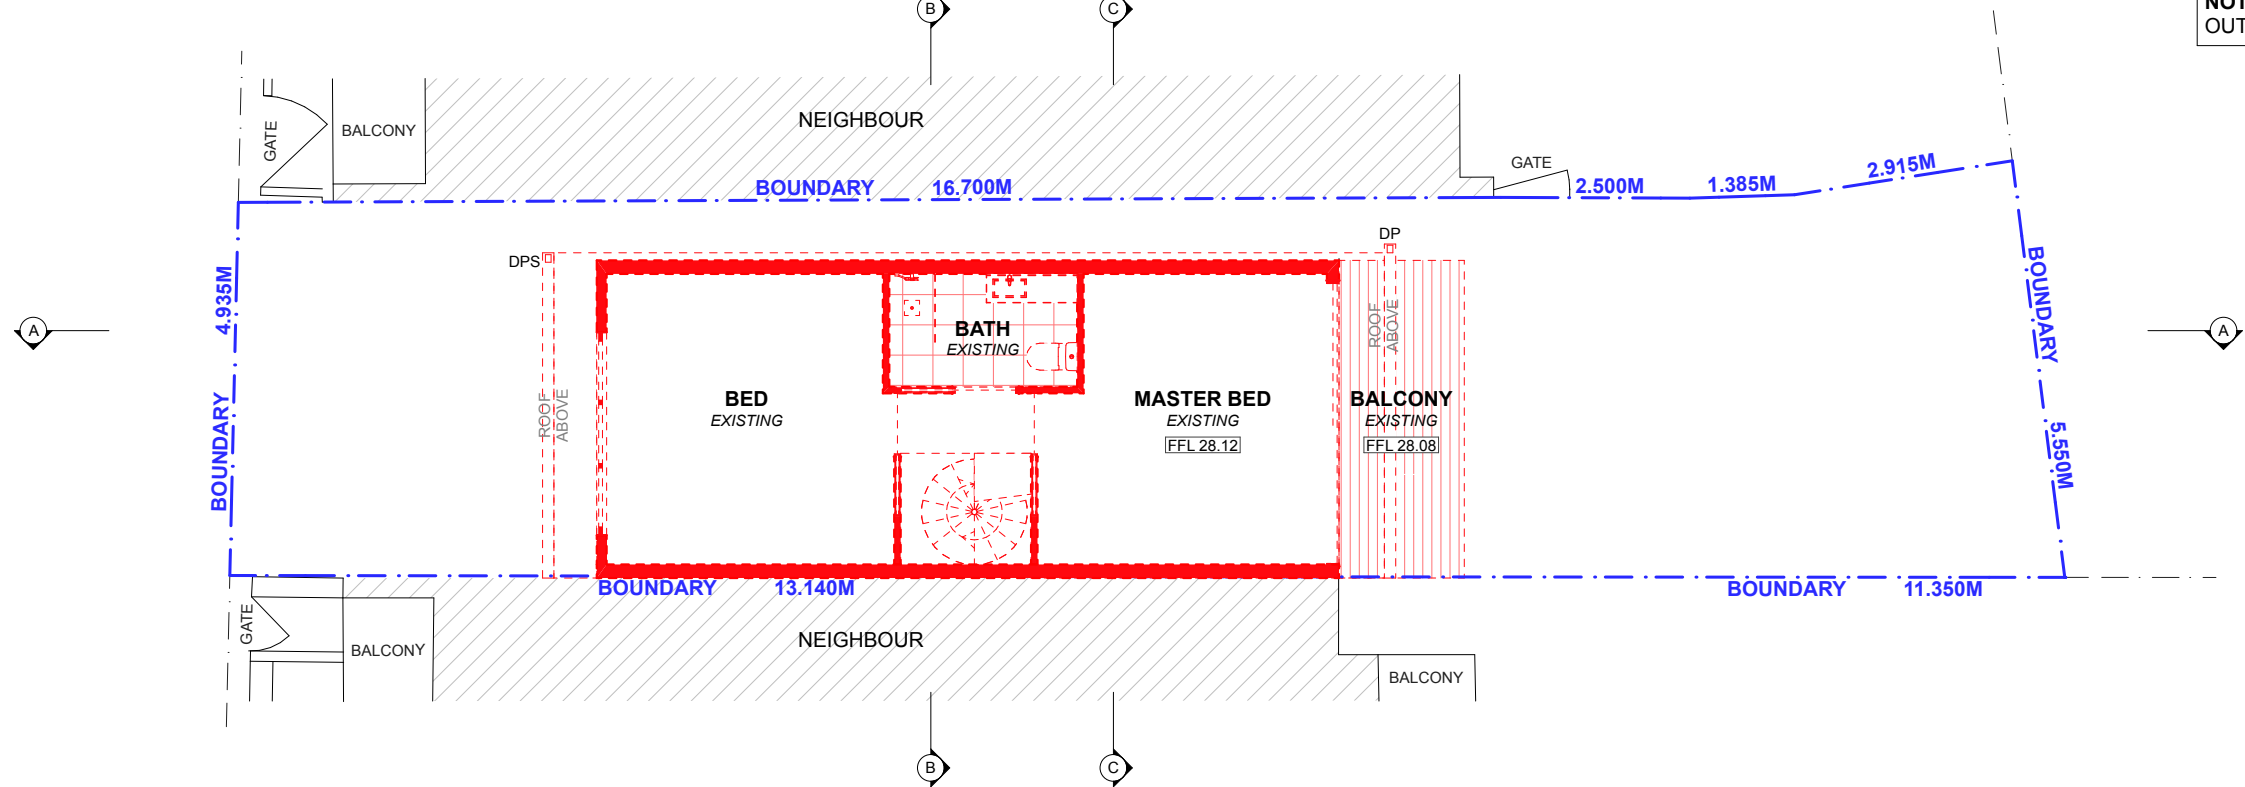 B
C
NOT
OUT
NEIGHBOUR
GATE
BALCONY
GATE
BOUNDARY 16.700M
2.500M
1.385M
2.915M
DPS
DP
BOUNDARY 4.935M
ROOF
ABOVE
BED
EXISTING
BATH
EXISTING
MASTER BED
EXISTING
FFL 28.12
ROOF
ABOVE
BALCONY
EXISTING
FFL 28.08
BOUNDARY 5.550M
A
A
BOUNDARY 13.140M
BOUNDARY 11.350M
GATE
BALCONY
NEIGHBOUR
BALCONY
B
C